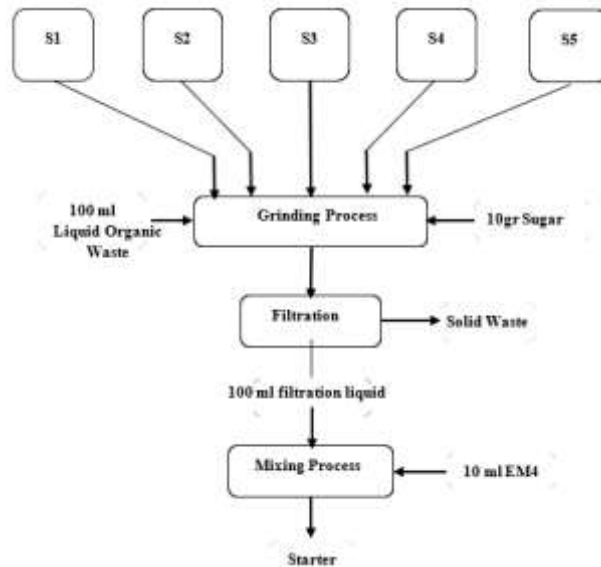 S1
S2
S3
S4
S5
100 ml
Liquid Organic
Waste
Grinding Process
10gr Sugar
Filtration
Solid Waste
100 ml filtration liquid
Mixing Process
10 ml EM4
Starter